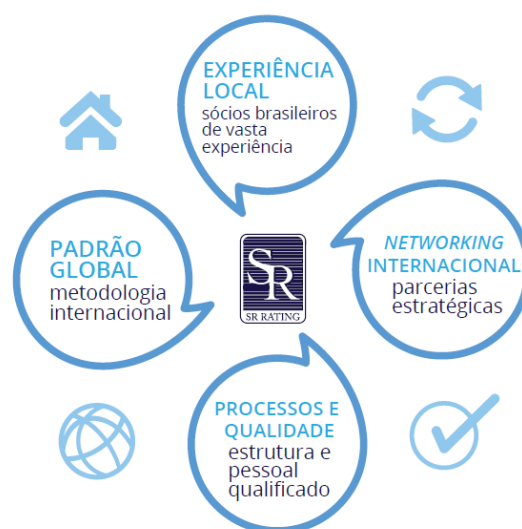 EXPERIÊNCIA
LOCAL
sócios brasileiros
de vasta
experiência
PADRÃO
GLOBAL
metodologia
internacional
SR
SR RATING
NETWORKING
INTERNACIONAL
parcerias
estratégicas
PROCESSOS E
QUALIDADE
estrutura e
pessoal
qualificado